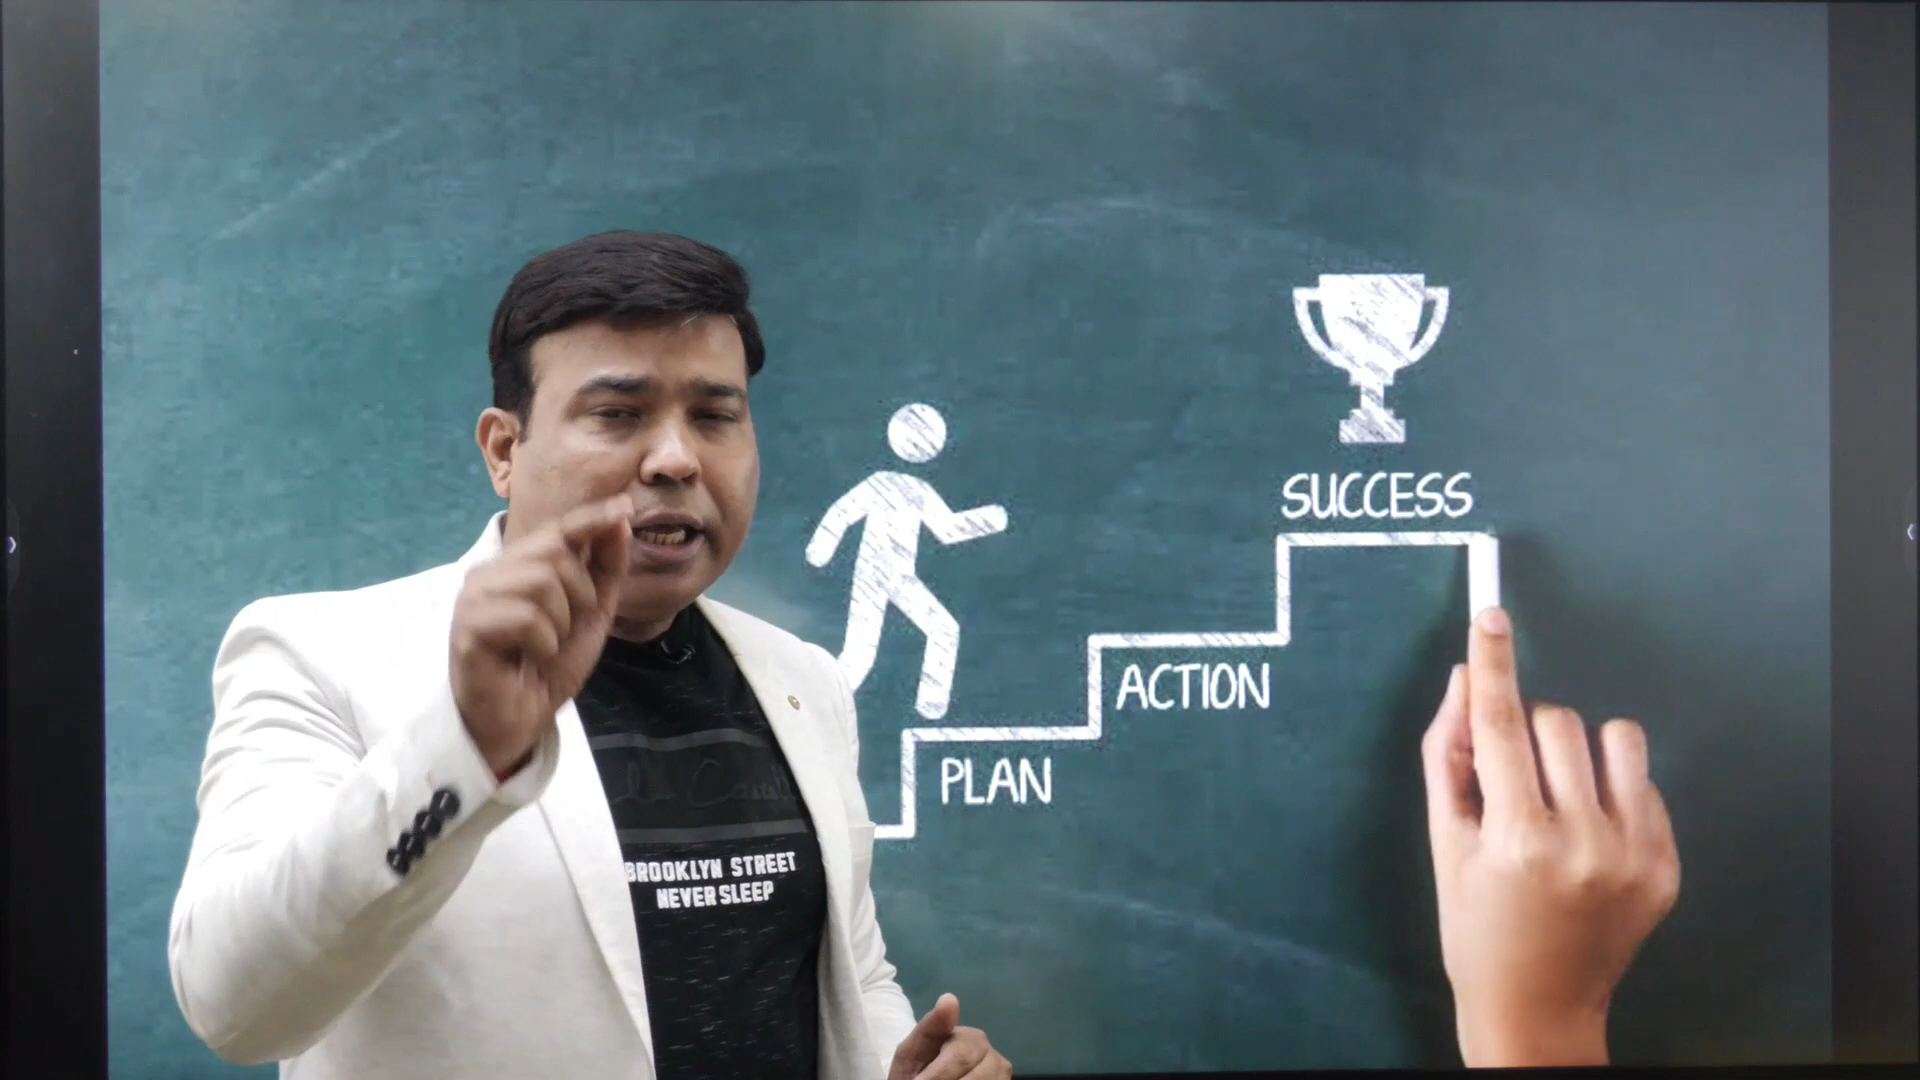 SUCCESS
ACTION
PLAN
BROOKLYN STREET
NEVER SLEEP